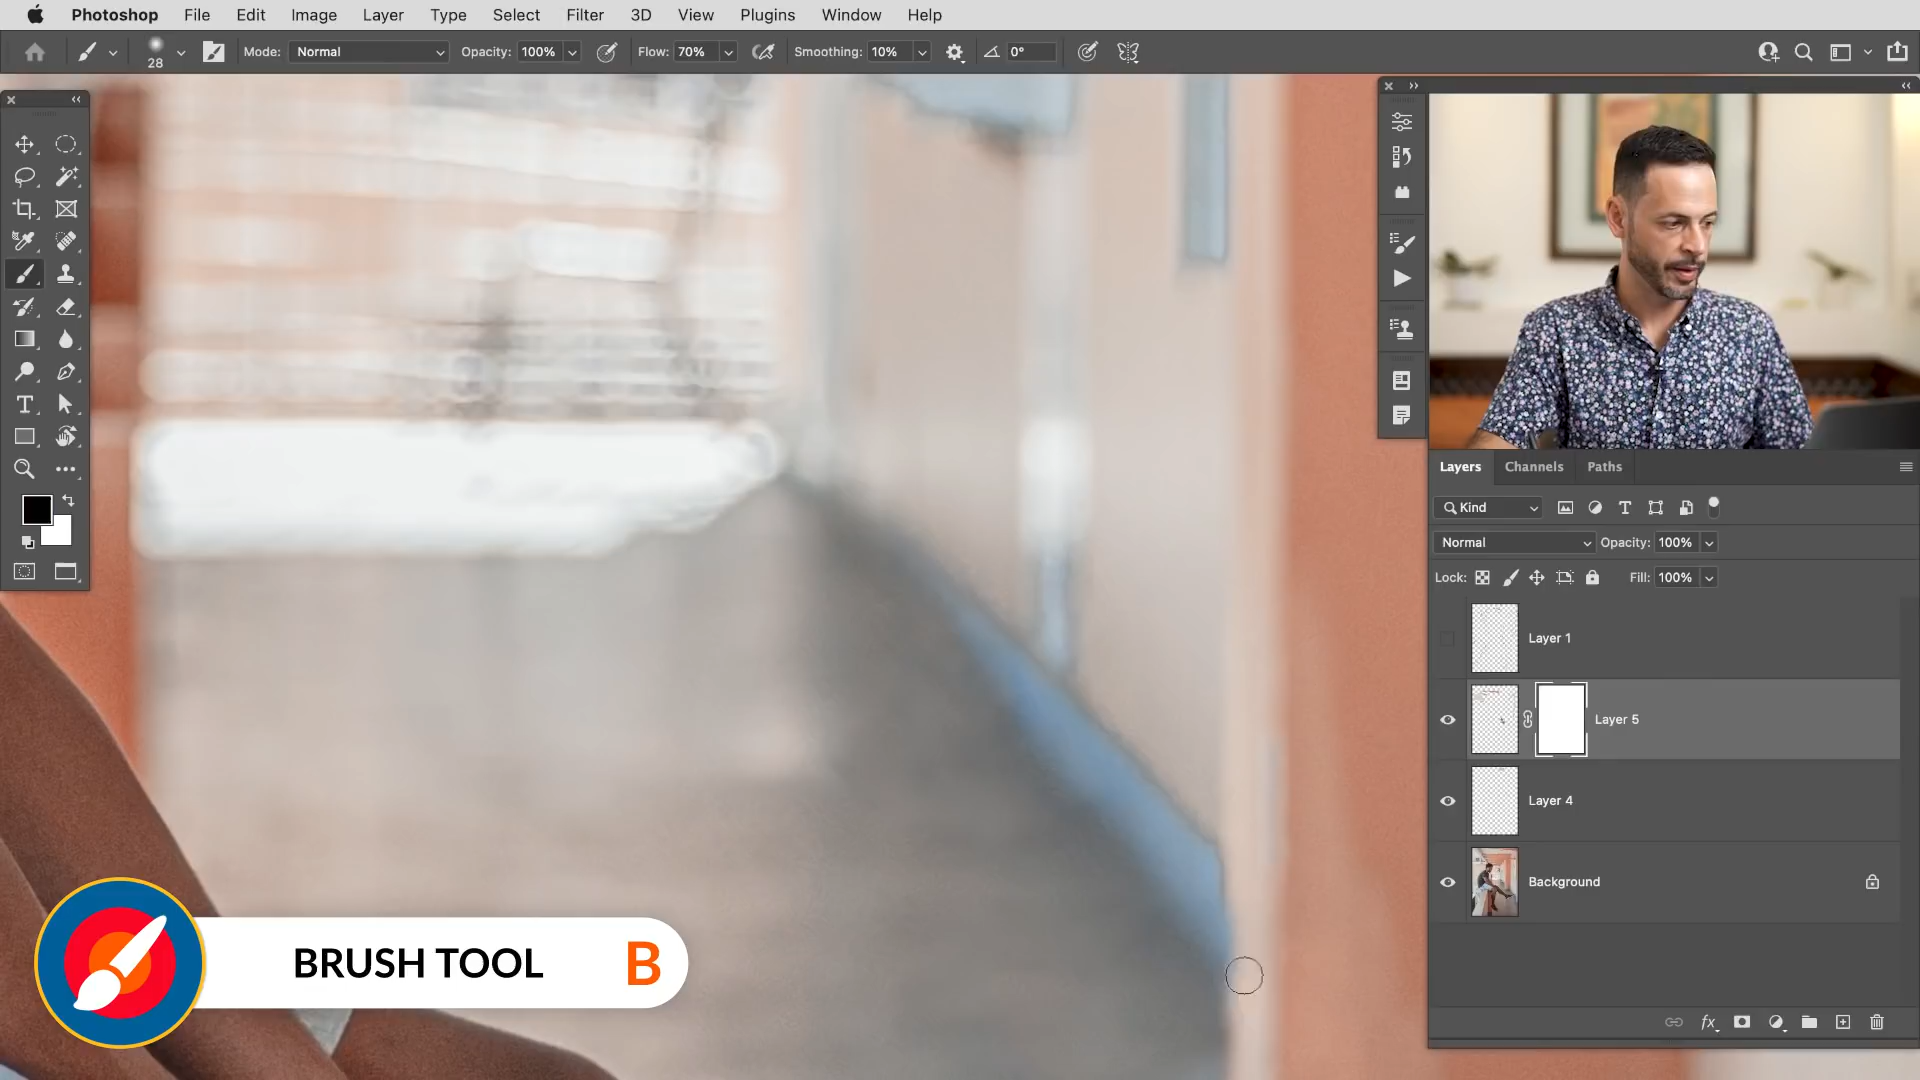 Photoshop File Edit Image Layer Type Select Filter 3D View Plugins Window Help
28 Mode: Normal Opacity: 100% Flow: 70% Smoothing: 10% 0°
Layers Channels Paths
Kind
Normal Opacity: 100%
Lock: Fill: 100%
Layer 1
Layer 5
Layer 4
Background
fx
BRUSH TOOL B